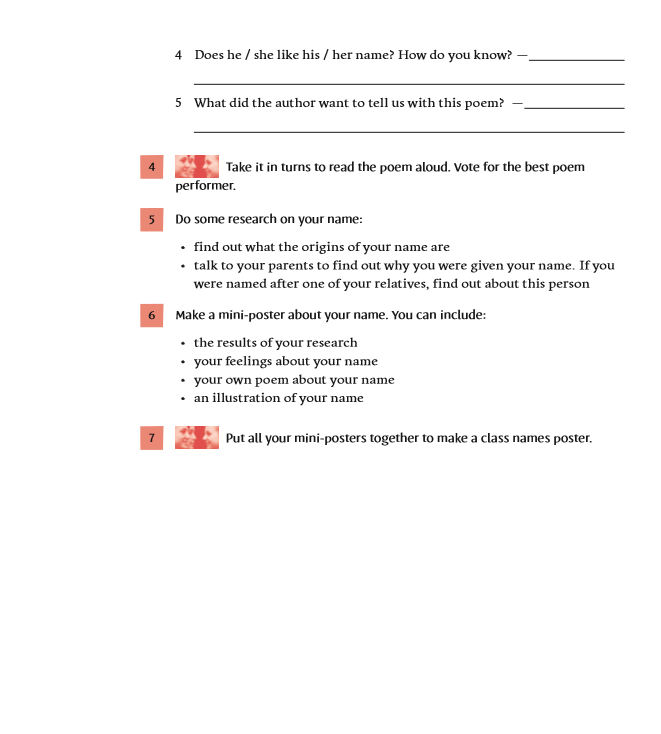 4 Does he / she like his / her name? How do you know? —
5 What did the author want to tell us with this poem? —
4 Take it in turns to read the poem aloud. Vote for the best poem
performer.
5 Do some research on your name:
• find out what the origins of your name are
• talk to your parents to find out why you were given your name. If you
were named after one of your relatives, find out about this person
6 Make a mini-poster about your name. You can include:
• the results of your research
• your feelings about your name
• your own poem about your name
• an illustration of your name
7 Put all your mini-posters together to make a class names poster.